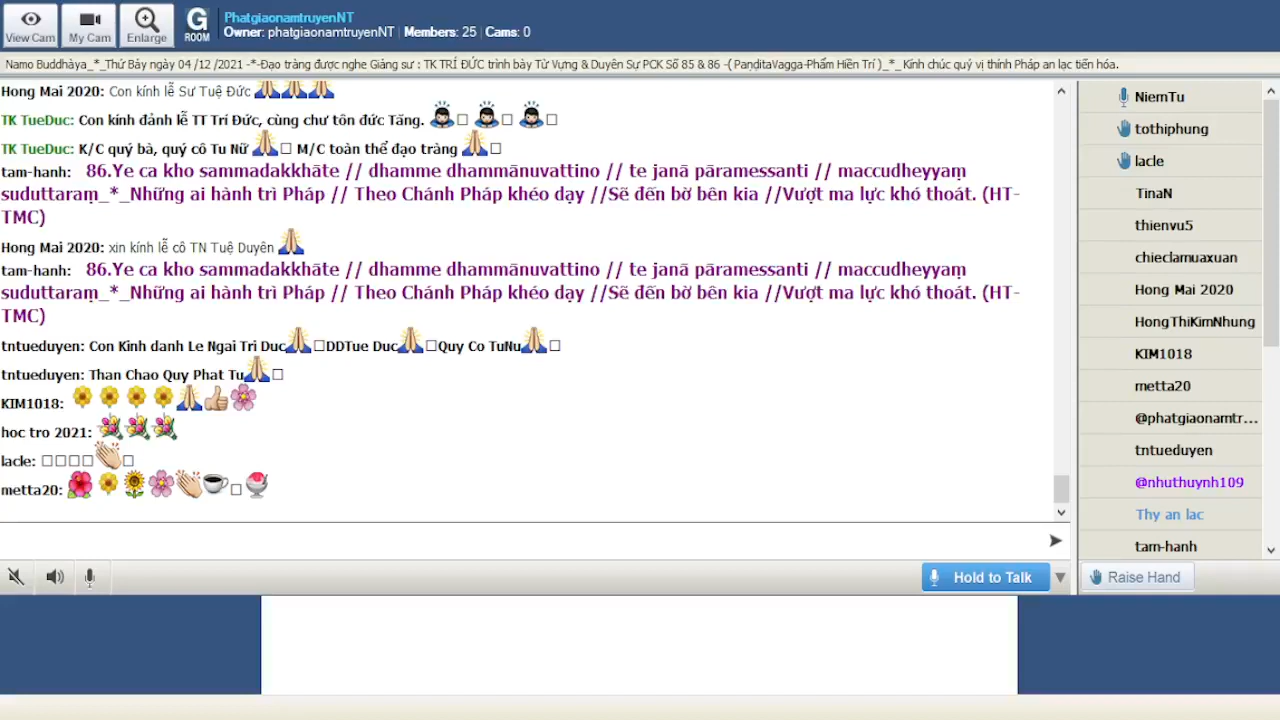 View Cam
My Cam
Enlarge
G
ROOM
PhatgiaonamtruyenNT
Owner: phatgiaonamtruyenNT | Members: 25 | Cams: 0
Namo Buddhàya_*_Thứ Bảy ngày 04 /12 /2021 -*-Đạo tràng được nghe Giảng sư : TK TRÍ ĐỨC trình bày Từ Vựng & Duyên Sự PCK Số 85 & 86 -( PaṇḍitaVagga-Phẩm Hiền Trí )_*_ Kính chúc quý vị thính Pháp an lạc tiến hóa.
Hong Mai 2020: Con kính lễ Sư Tuệ Đức
TK TueDuc: Con kính đảnh lễ TT Trí Đức, cùng chư tôn đức Tăng.
TK TueDuc: K/C quý bà, quý cô Tu Nữ M/C toàn thể đạo tràng
tam-hanh: 86.Ye ca kho sammadakkhāte // dhamme dhammānuvattino // te janā pāramessanti // maccudheyyaṃ
suduttaraṃ_*_Những ai hành trì Pháp // Theo Chánh Pháp khéo dạy //Sẽ đến bờ bên kia //Vượt ma lực khó thoát. (HT-
TMC)
Hong Mai 2020: xin kính lễ cô TN Tuệ Duyên
tam-hanh: 86.Ye ca kho sammadakkhāte // dhamme dhammānuvattino // te janā pāramessanti // maccudheyyaṃ
suduttaraṃ_*_Những ai hành trì Pháp // Theo Chánh Pháp khéo dạy //Sẽ đến bờ bên kia //Vượt ma lực khó thoát. (HT-
TMC)
tntueduyen: Con Kinh danh Le Ngai Tri Duc DDTue Duc Quy Co TuNu
tntueduyen: Than Chao Quy Phat Tu
KIM1018:
hoc tro 2021:
lacle:
metta20:
NiemTu
tothiphung
lacle
TinaN
thienvu5
chieclamuaxuan
Hong Mai 2020
HongThiKimNhung
KIM1018
metta20
@phatgiaonamtr...
tntueduyen
@nhuthuynh109
Thy an lac
tam-hanh
Hold to Talk
Raise Hand